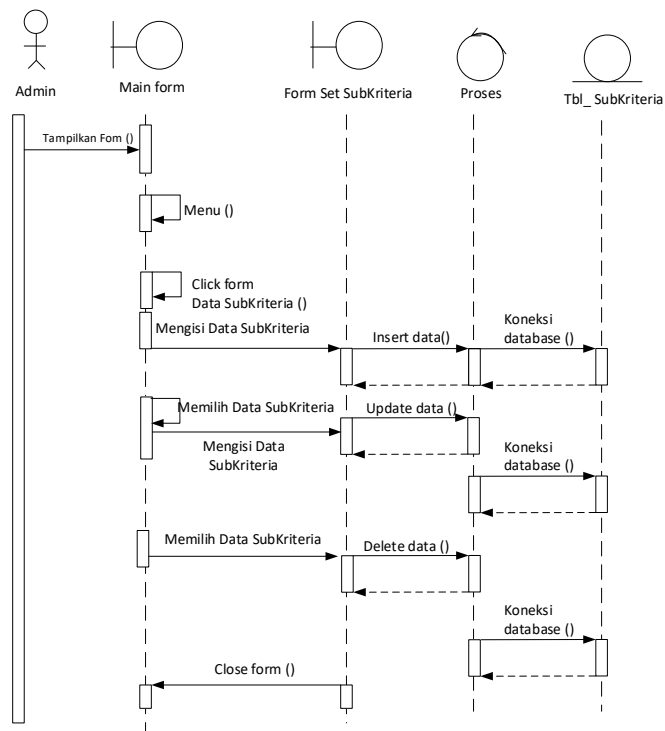 Admin
Main form
Form Set SubKriteria
Proses
Tbl_ SubKriteria
Tampilkan Fom ()
Menu ()
Click form
Data SubKriteria ()
Mengisi Data SubKriteria
Insert data()
Koneksi
database ()
Memilih Data SubKriteria
Update data ()
Mengisi Data
SubKriteria
Koneksi
database ()
Memilih Data SubKriteria
Delete data ()
Koneksi
database ()
Close form ()